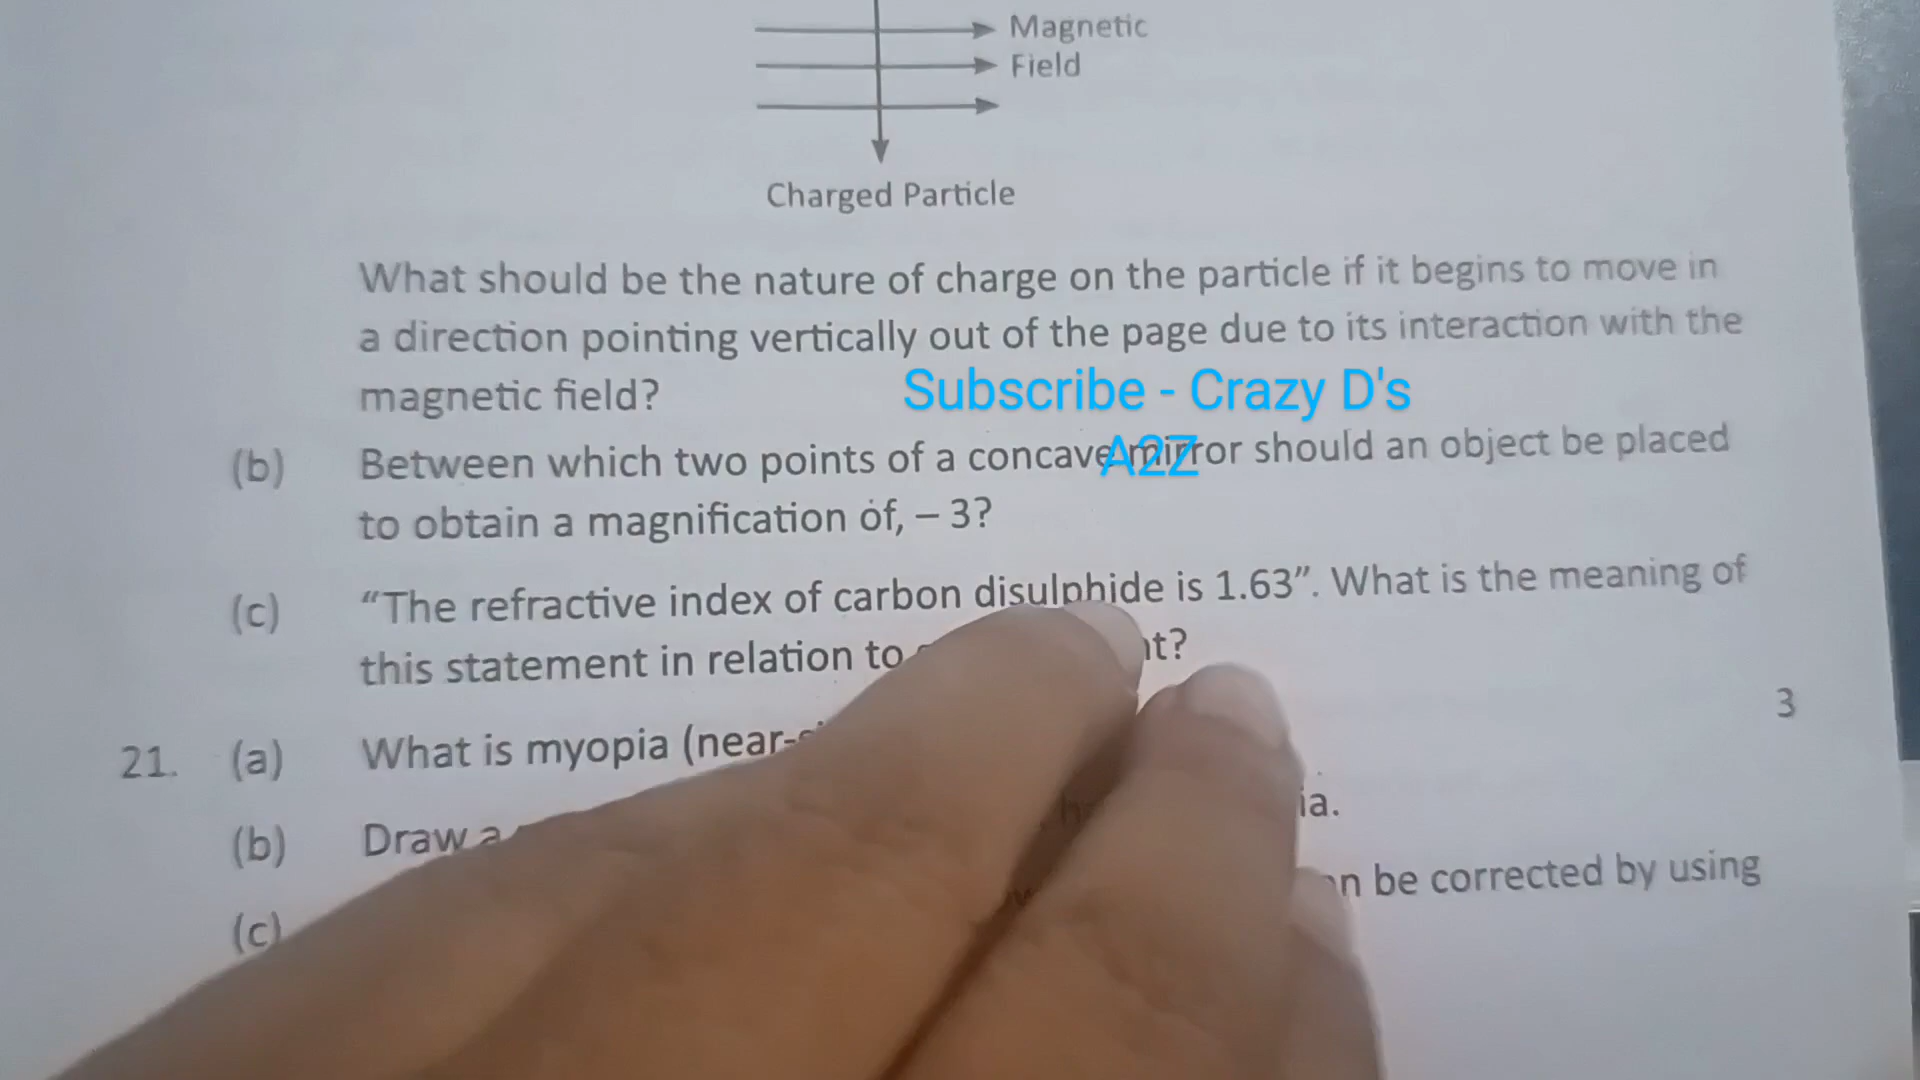 Magnetic
Field
Charged Particle
What should be the nature of charge on the particle if it begins to move in
a direction pointing vertically out of the page due to its interaction with the
magnetic field?
Subscribe - Crazy D's
A2Z
(b) Between which two points of a concave mirror should an object be placed
to obtain a magnification of, – 3?
(c) “The refractive index of carbon disulphide is 1.63”. What is the meaning of
this statement in relation to
3
21. (a) What is myopia (near-
(b) Draw a
(c) be corrected by using